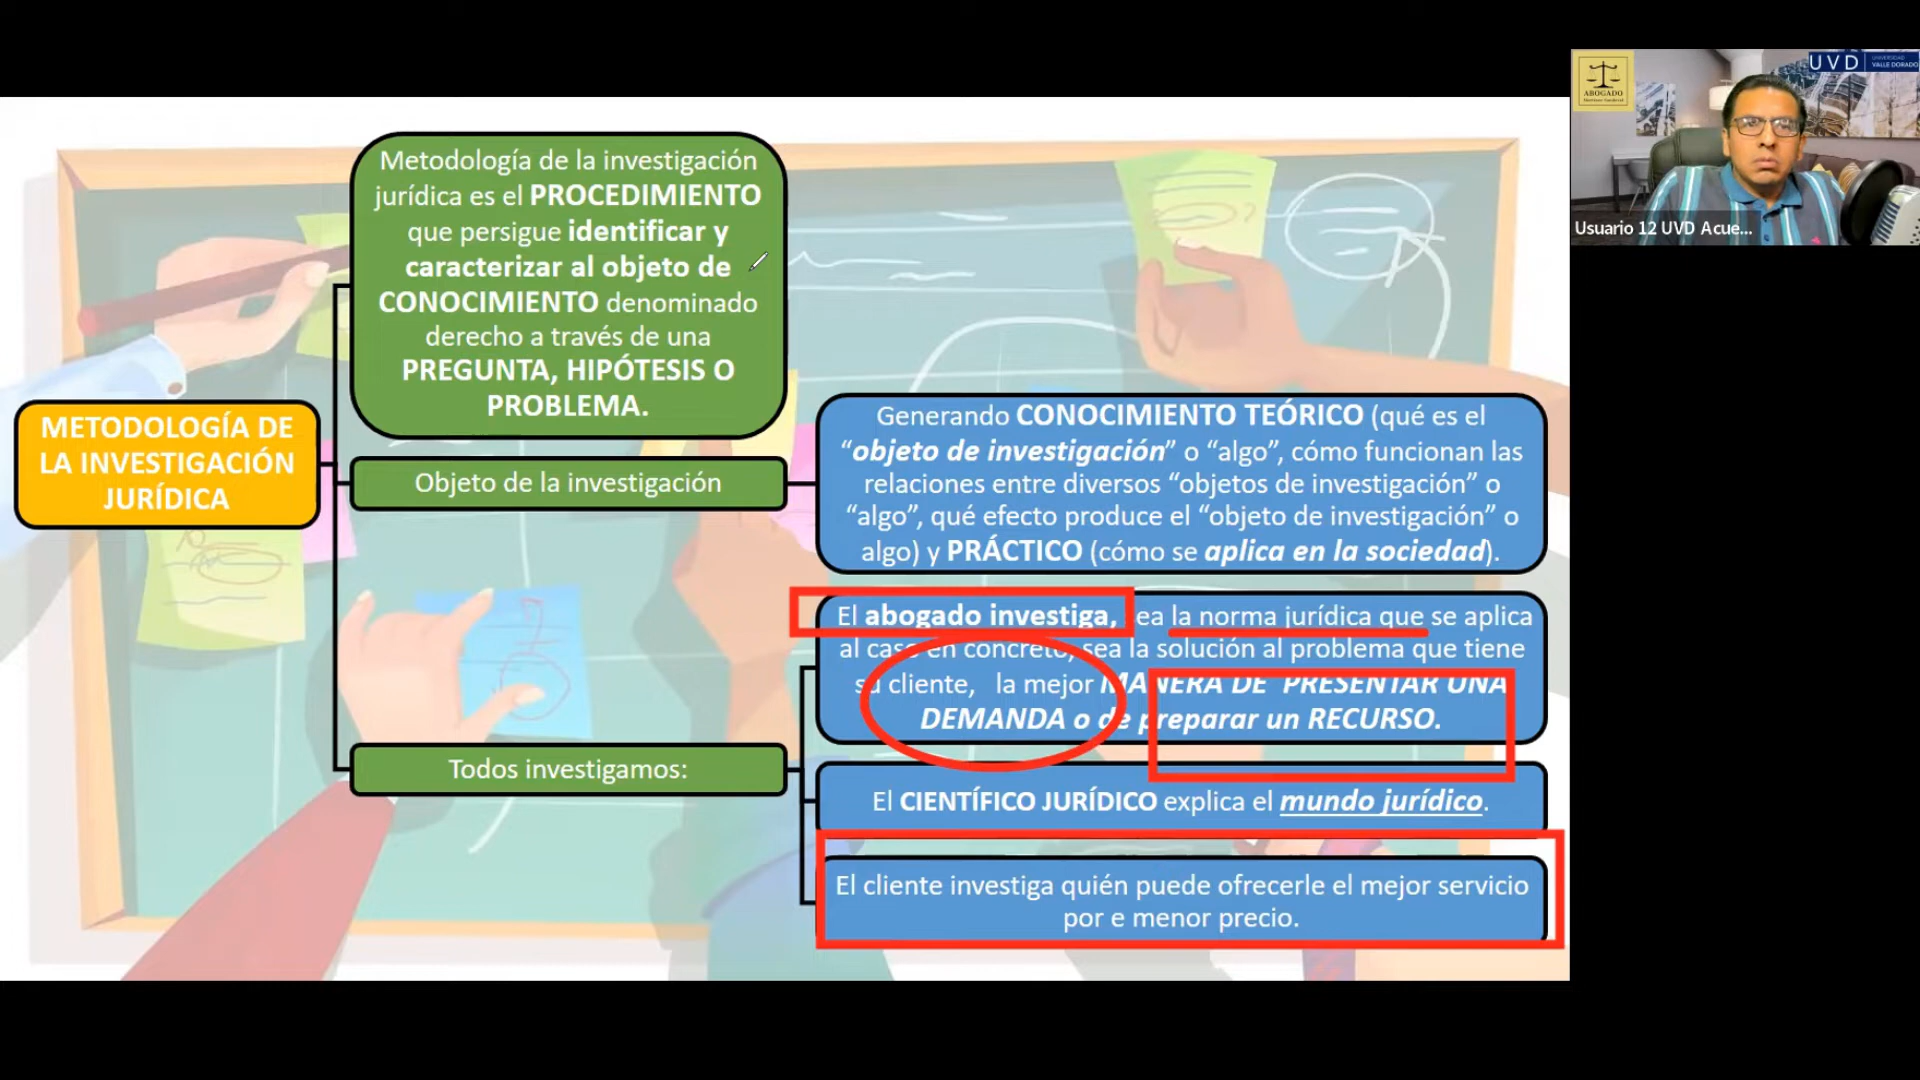 METODOLOGÍA DE
LA INVESTIGACIÓN
JURÍDICA
Metodología de la investigación
jurídica es el PROCEDIMIENTO
que persigue identificar y
caracterizar al objeto de
CONOCIMIENTO denominado
derecho a través de una
PREGUNTA, HIPÓTESIS O
PROBLEMA.
Objeto de la investigación
Generando CONOCIMIENTO TEÓRICO (qué es el
“objeto de investigación” o “algo”, cómo funcionan las
relaciones entre diversos “objetos de investigación” o
“algo”, qué efecto produce el “objeto de investigación” o
algo) y PRÁCTICO (cómo se aplica en la sociedad).
Todos investigamos:
El abogado investiga, sea la norma jurídica que se aplica
al caso en concreto, sea la solución al problema que tiene
su cliente, la mejor MANERA DE PRESENTAR UNA
DEMANDA o de preparar un RECURSO.
El CIENTÍFICO JURÍDICO explica el mundo jurídico.
El cliente investiga quién puede ofrecerle el mejor servicio
por e menor precio.
ABOGADO
UVD
UNIVERSIDAD
VALLE DORADO
Usuario 12 UVD Acue...